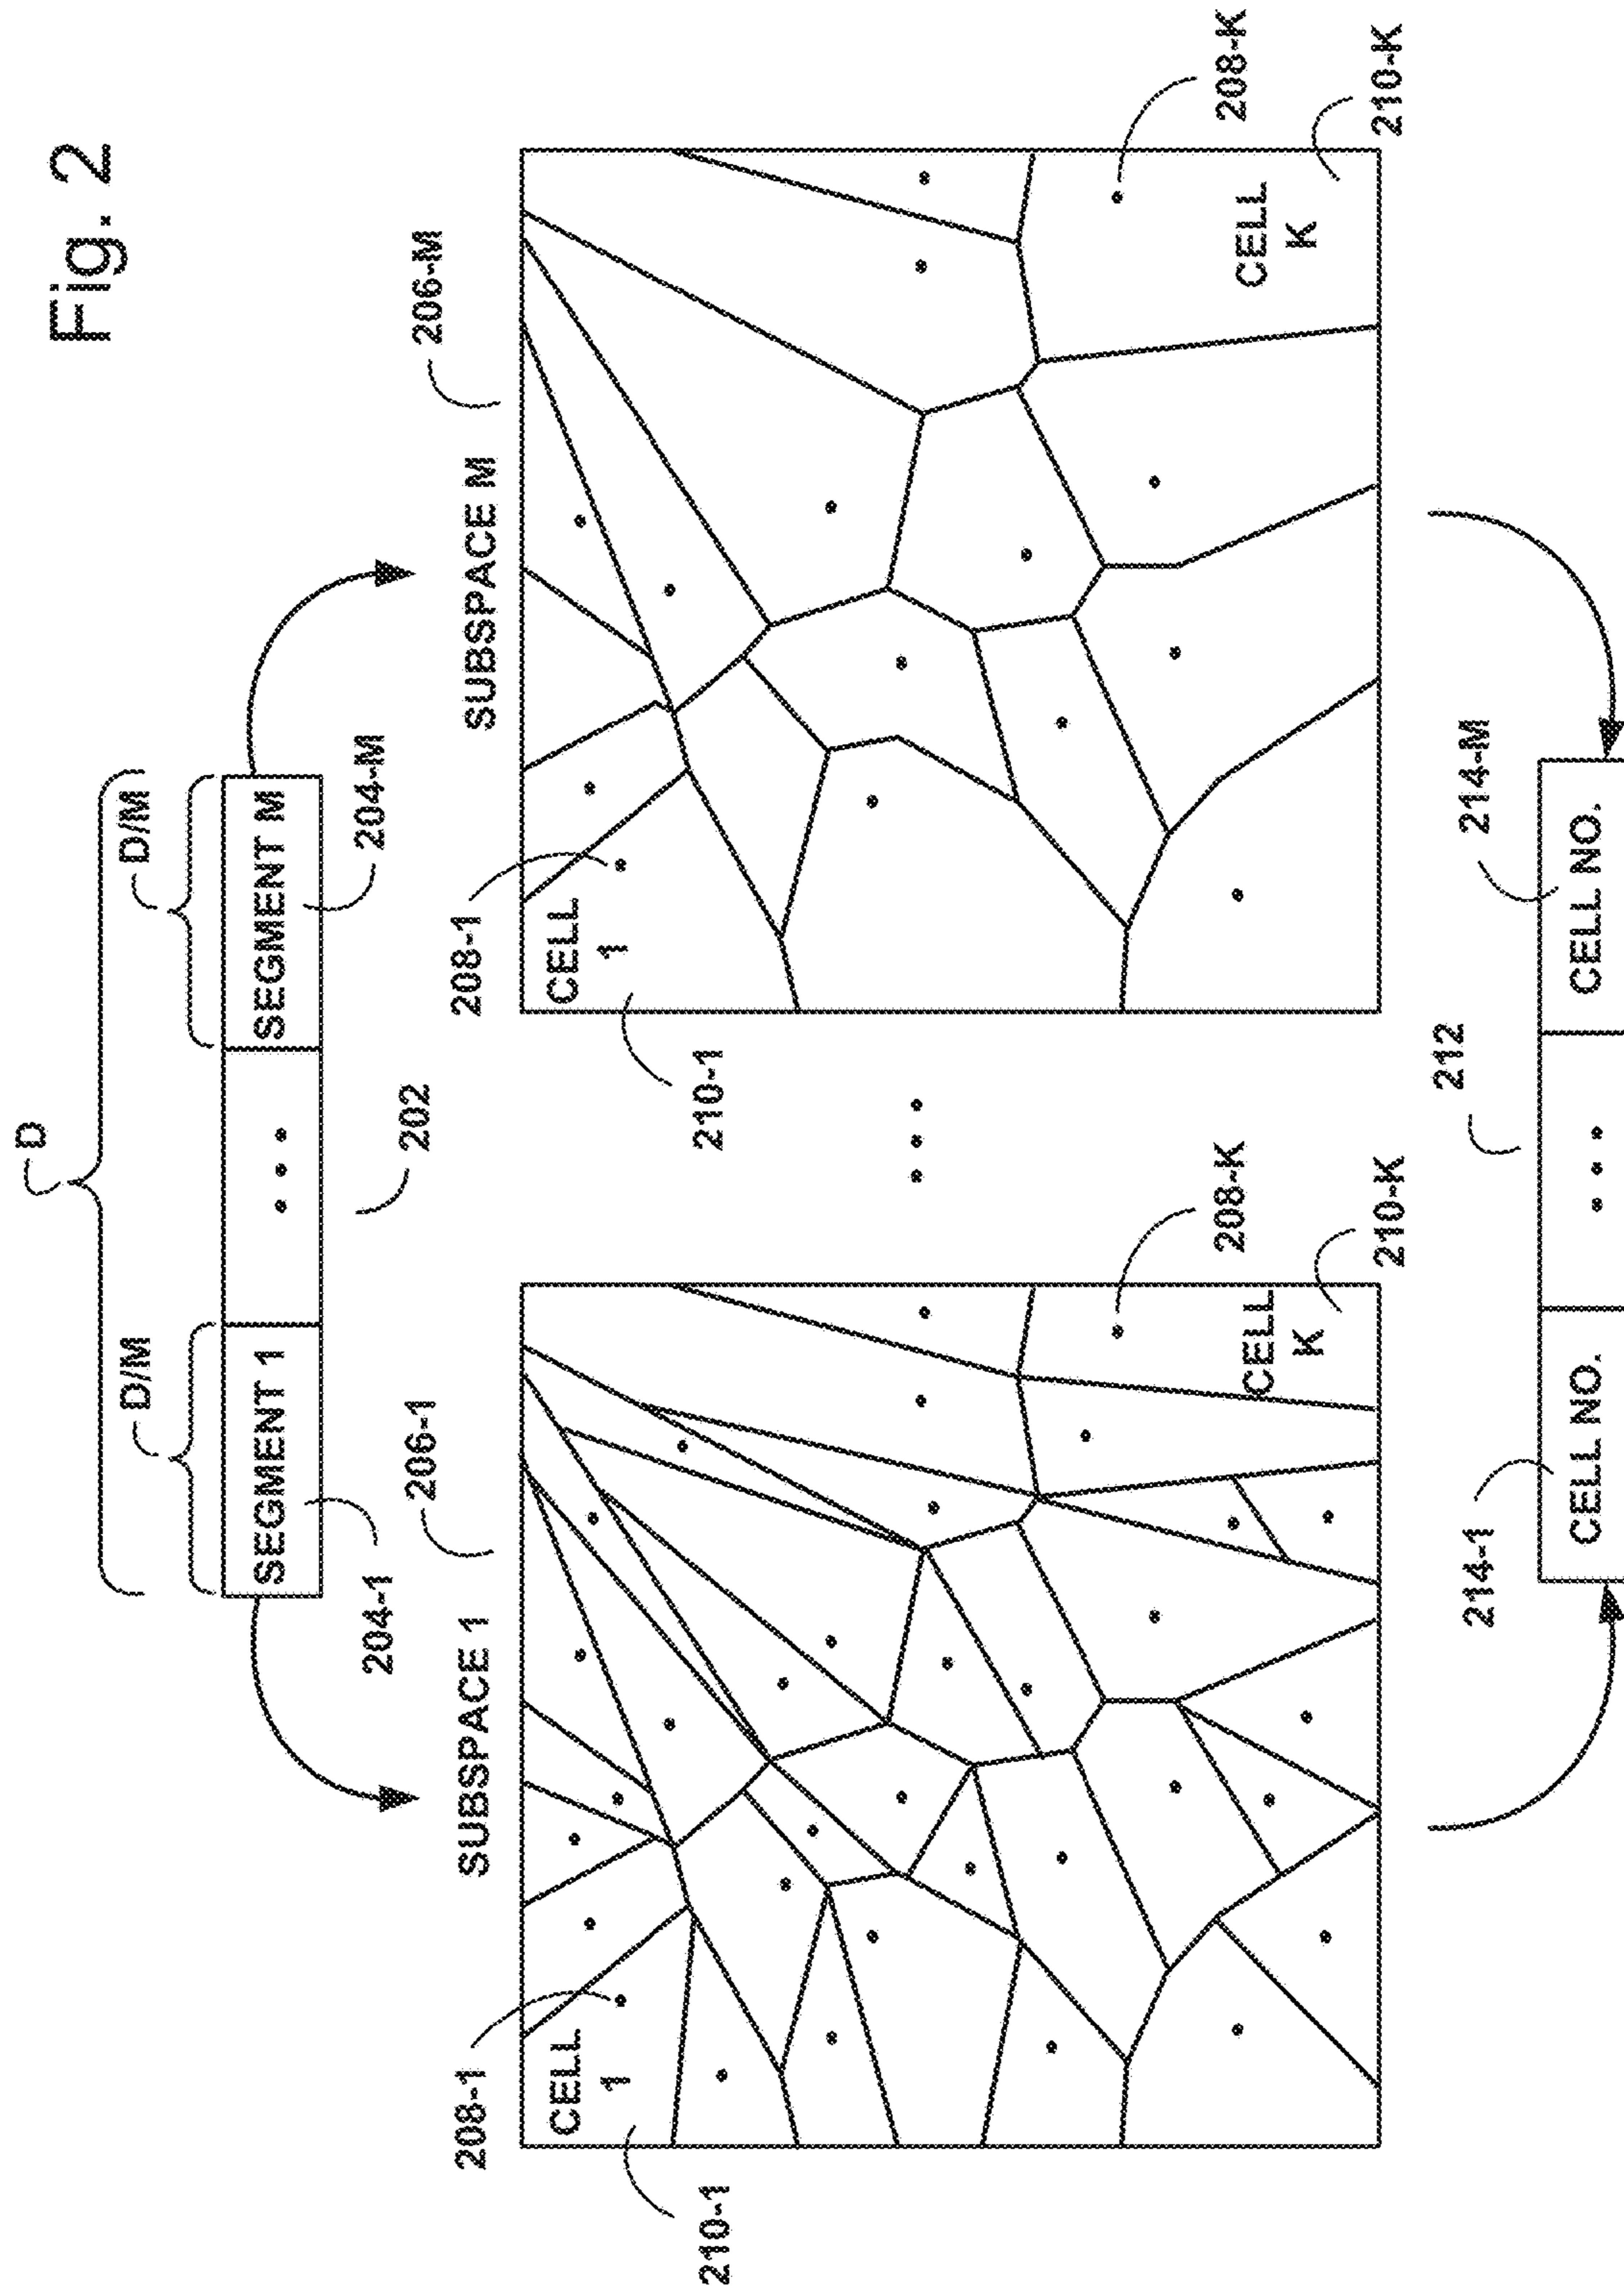 Fig. 2
D
D/M
D/M
SEGMENT 1
SEGMENT M
204-1
202
204-M
SUBSPACE 1
206-1
SUBSPACE M
206-M
208-1
CELL
1
210-1
208-K
CELL
K
210-K
208-1
CELL
1
210-1
208-K
CELL
K
210-K
214-1
212
214-M
CELL NO.
CELL NO.